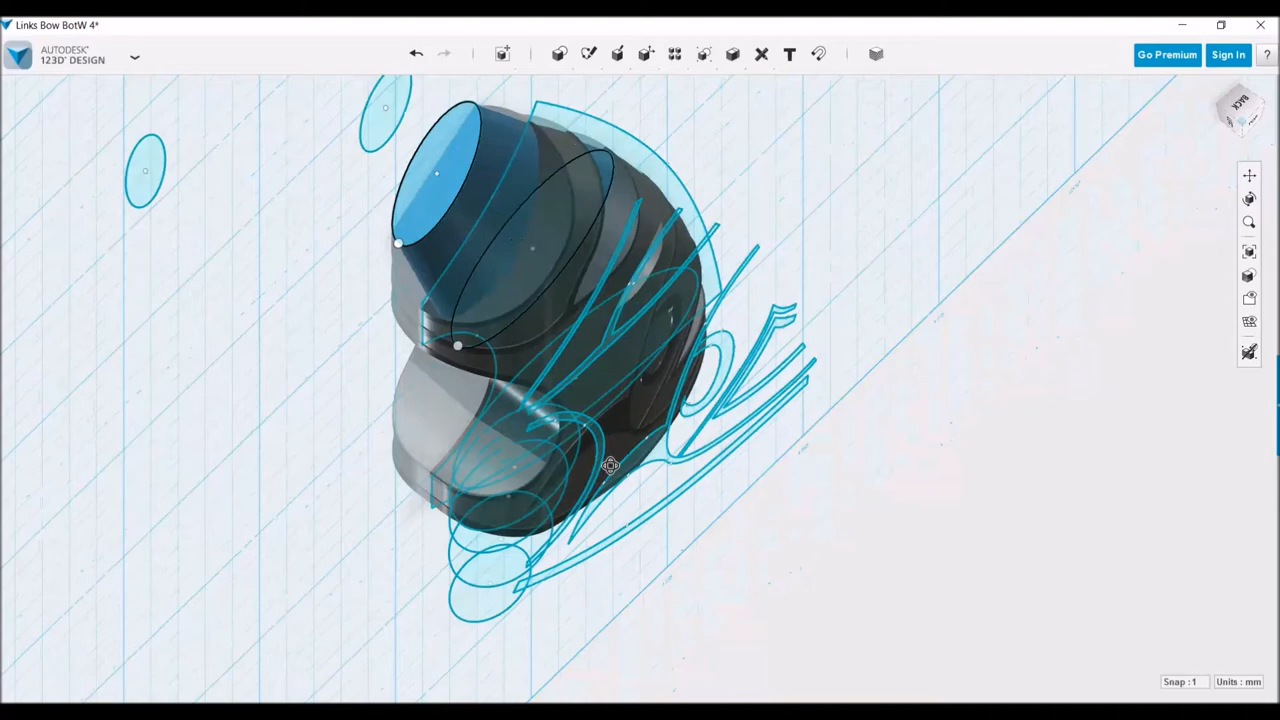 Links Bow BotW 4*
AUTODESK®
123D® DESIGN
Go Premium
Sign In
?
BACK
Snap : 1
Units : mm